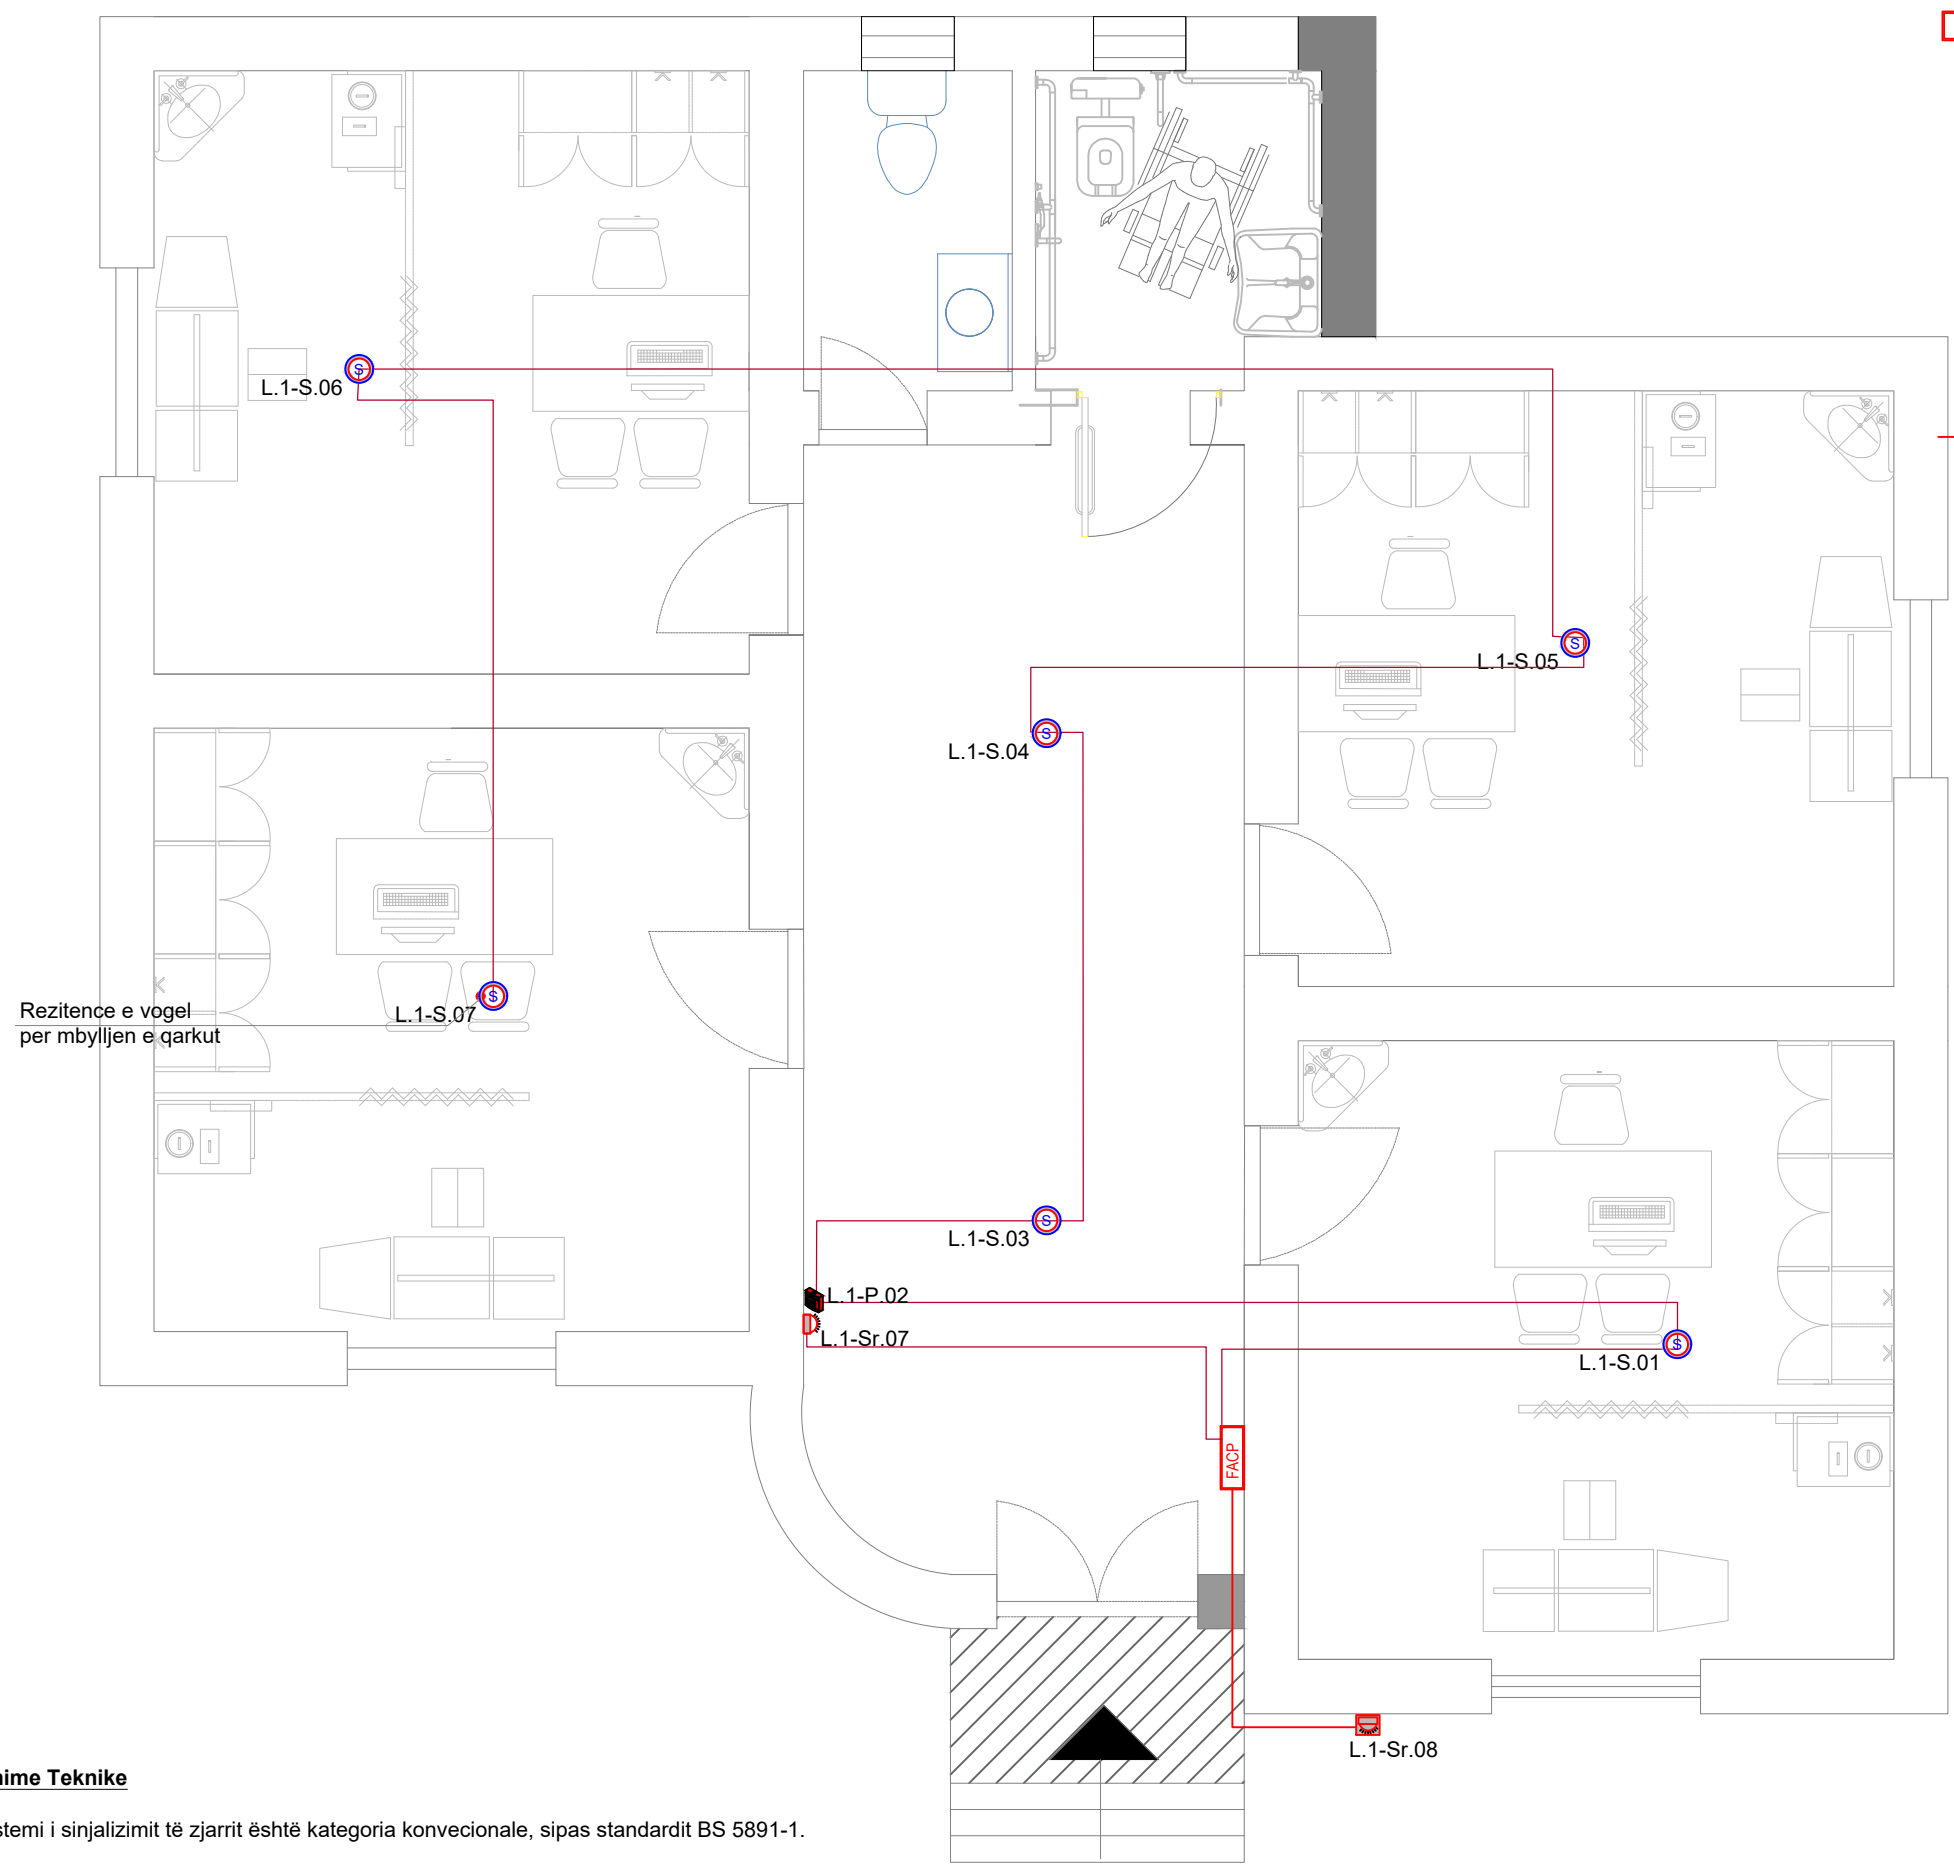 L.1-S.06
L.1-S.05
L.1-S.04
Rezitence e vogel
per mbylljen e qarkut
L.1-S.07
L.1-S.03
L.1-P.02
L.1-Sr.07
L.1-S.01
FACP
L.1-Sr.08
nime Teknike
stemi i sinjalizimit të zjarrit është kategoria konvecionale, sipas standardit BS 5891-1.
S
S
S
S
S
S
S